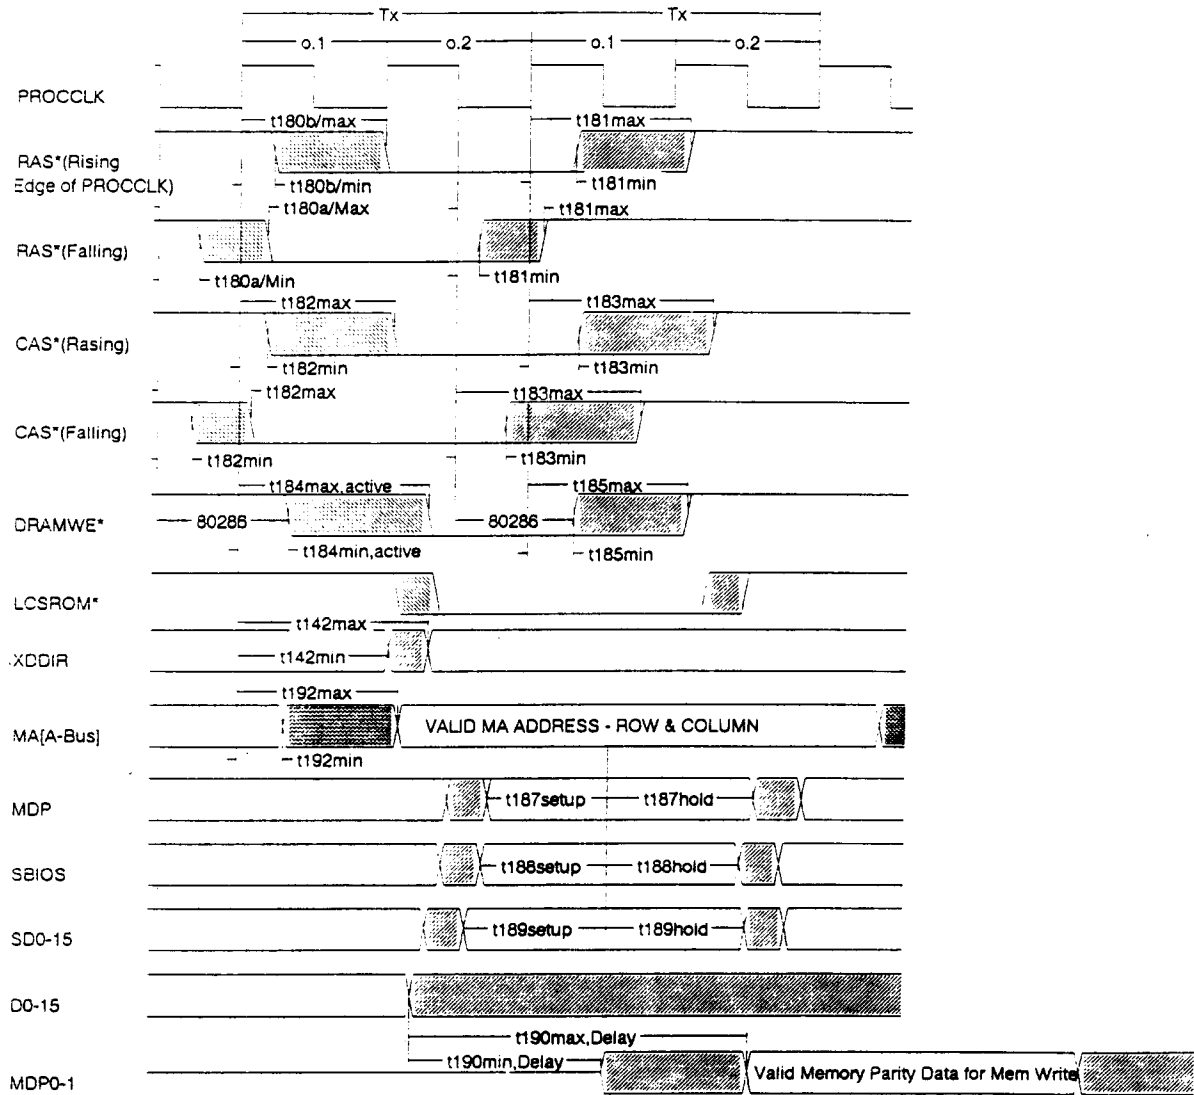 Tx Tx
o.1 o.2 o.1 o.2
PROCCLK
t180b/max t181max
RAS*(Rising
Edge of PROCCLK)
t180b/min t181min
t180a/Max t181max
RAS*(Falling)
t180a/Min t181min
t182max t183max
CAS*(Rasing)
t182min t183min
t182max t183max
CAS*(Falling)
t182min t183min
t184max,active t185max
DRAMWE* 80286 80286
t184min,active t185min
LCSROM*
t142max
XDDIR t142min
t192max
MA[A-Bus] VALID MA ADDRESS - ROW & COLUMN
t192min
MDP t187setup t187hold
SBIOS t188setup t188hold
SD0-15 t189setup t189hold
D0-15
t190max,Delay
t190min,Delay
MDP0-1 Valid Memory Parity Data for Mem Write